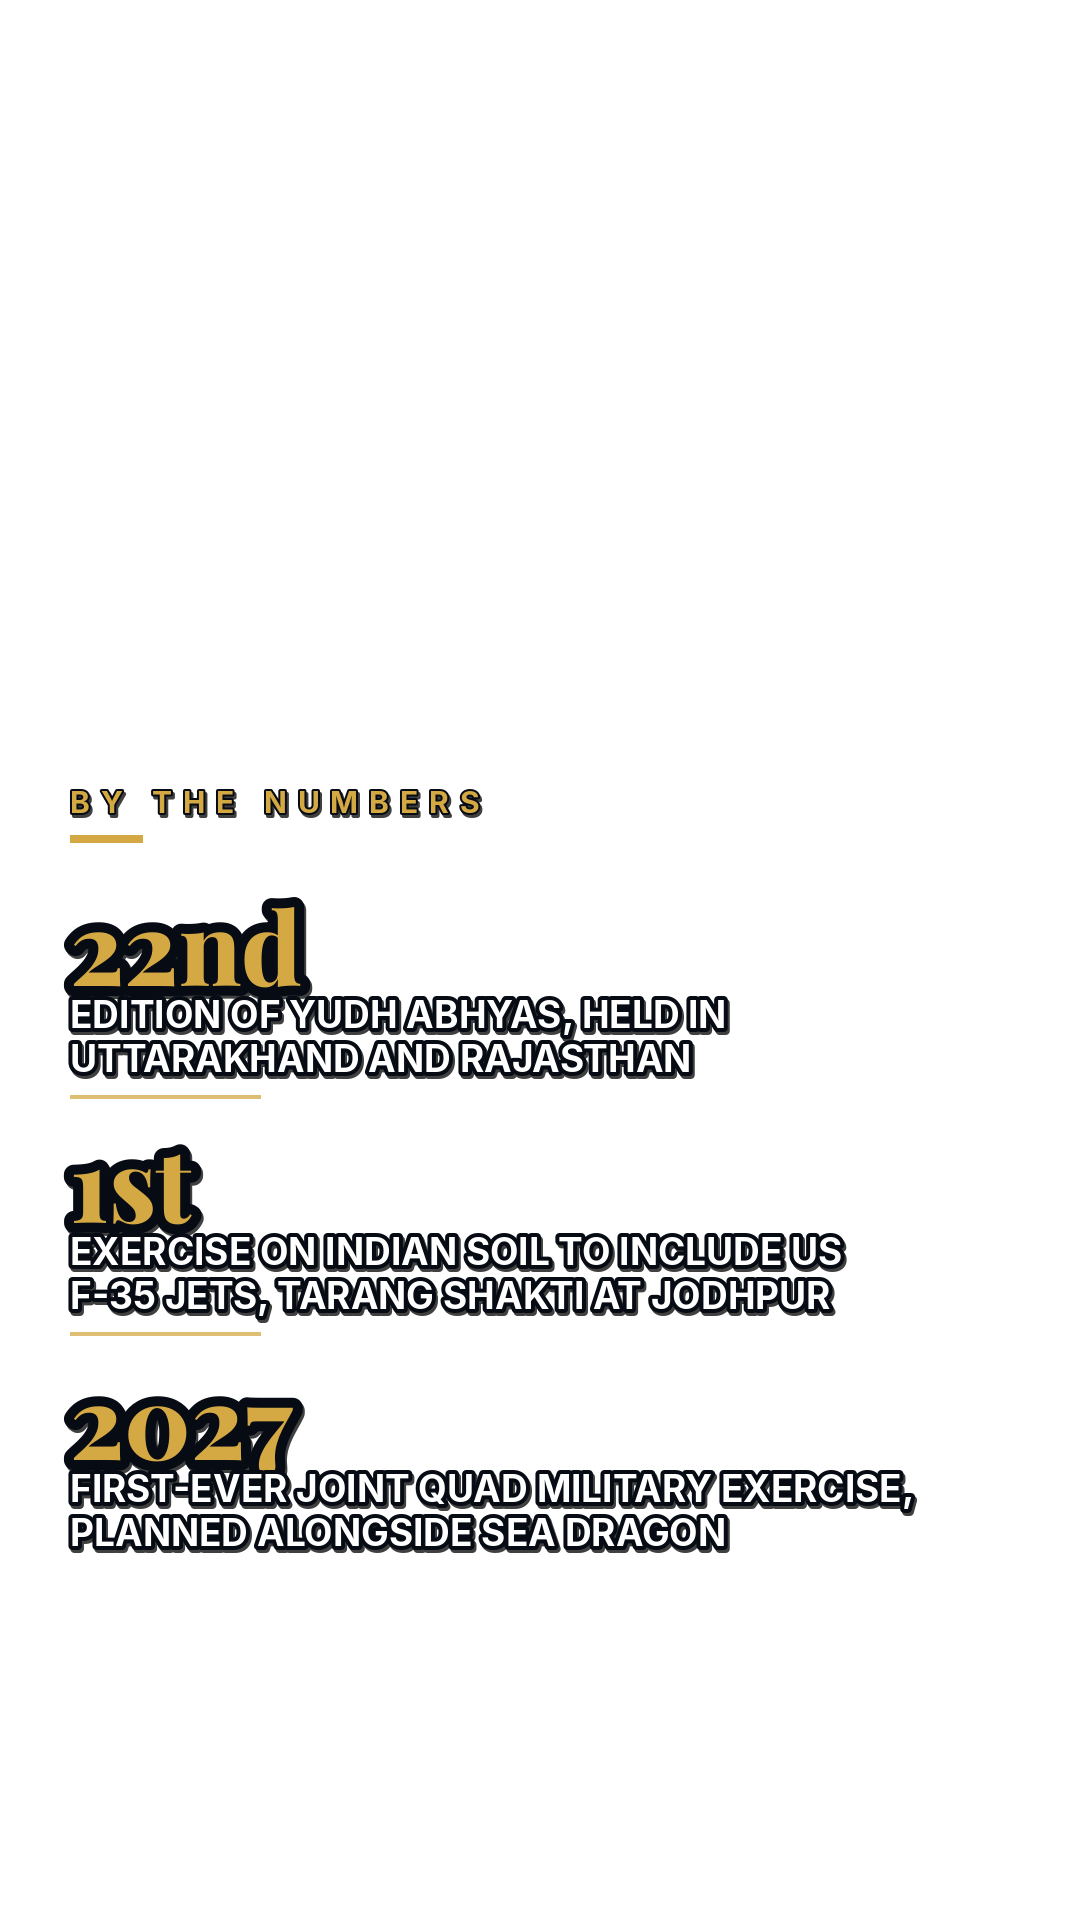 BY THE NUMBERS
22nd
EDITION OF YUDH ABHYAS, HELD IN
UTTARAKHAND AND RAJASTHAN
1st
EXERCISE ON INDIAN SOIL TO INCLUDE US
F-35 JETS, TARANG SHAKTI AT JODHPUR
2027
FIRST-EVER JOINT QUAD MILITARY EXERCISE,
PLANNED ALONGSIDE SEA DRAGON